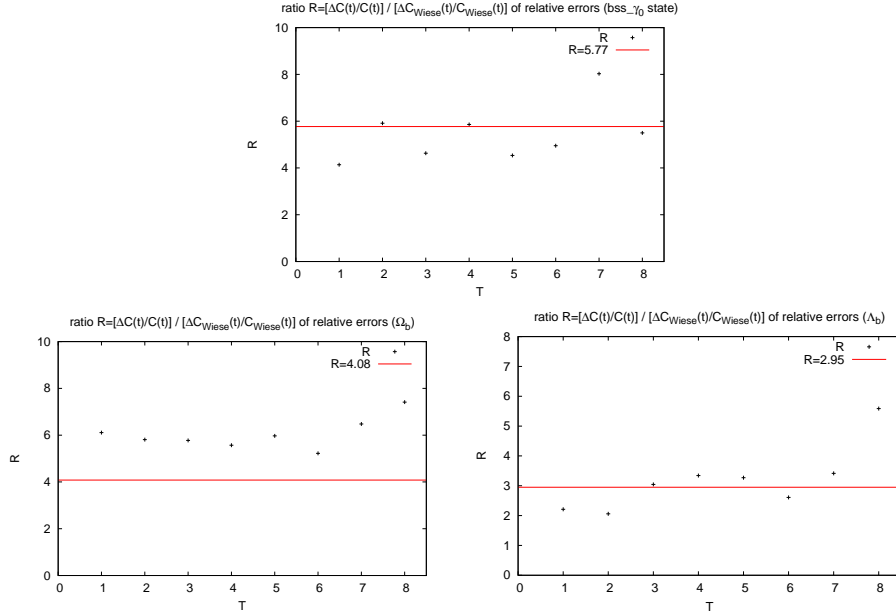 ratio R=[ΔC(t)/C(t)] / [ΔC_Wiese(t)/C_Wiese(t)] of relative errors (bss_γ₀ state)
10
R
R=5.77
8
6
R
4
2
0
0 1 2 3 4 5 6 7 8
T
ratio R=[ΔC(t)/C(t)] / [ΔC_Wiese(t)/C_Wiese(t)] of relative errors (Ω_b)
10
R
R=4.08
8
6
R
4
2
0
0 1 2 3 4 5 6 7 8
T
ratio R=[ΔC(t)/C(t)] / [ΔC_Wiese(t)/C_Wiese(t)] of relative errors (Λ_b)
8
R
R=2.95
7
6
5
4
R
3
2
1
0
0 1 2 3 4 5 6 7 8
T